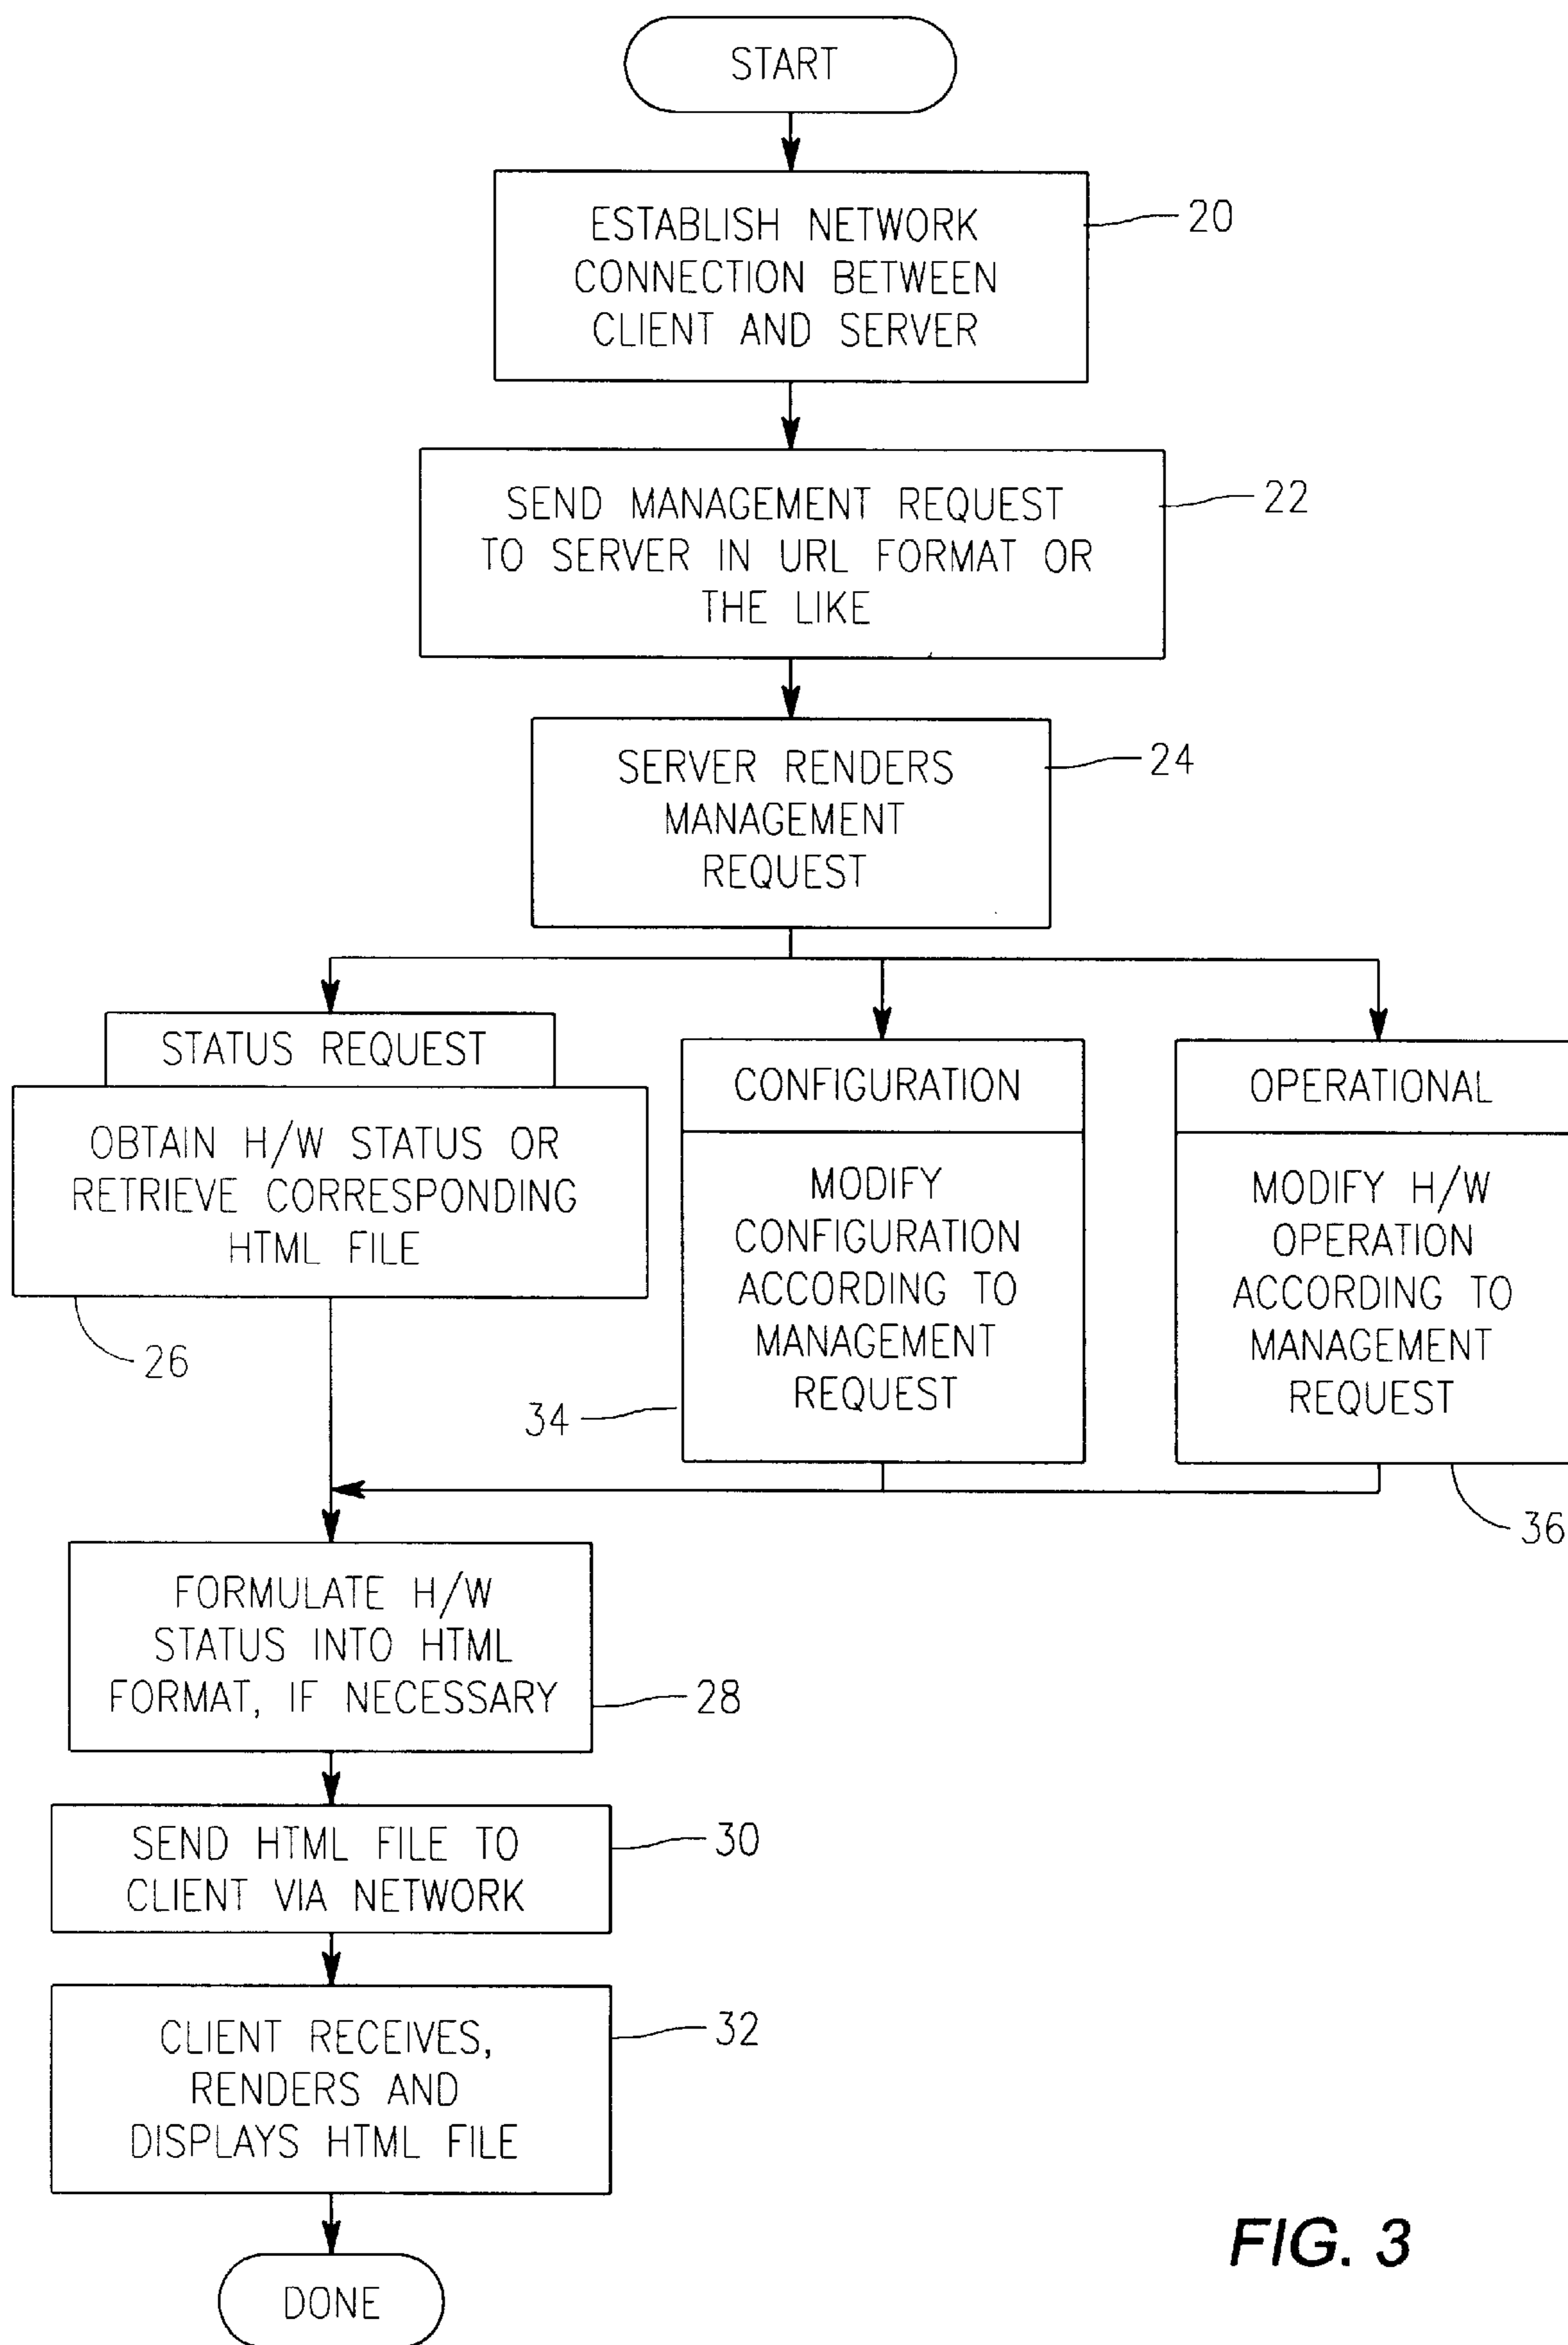 START
ESTABLISH NETWORK
CONNECTION BETWEEN
CLIENT AND SERVER
20
SEND MANAGEMENT REQUEST
TO SERVER IN URL FORMAT OR
THE LIKE
22
SERVER RENDERS
MANAGEMENT
REQUEST
24
STATUS REQUEST
OBTAIN H/W STATUS OR
RETRIEVE CORRESPONDING
HTML FILE
26
CONFIGURATION
MODIFY
CONFIGURATION
ACCORDING TO
MANAGEMENT
REQUEST
34
OPERATIONAL
MODIFY H/W
OPERATION
ACCORDING TO
MANAGEMENT
REQUEST
36
FORMULATE H/W
STATUS INTO HTML
FORMAT, IF NECESSARY
28
SEND HTML FILE TO
CLIENT VIA NETWORK
30
CLIENT RECEIVES,
RENDERS AND
DISPLAYS HTML FILE
32
DONE
FIG. 3